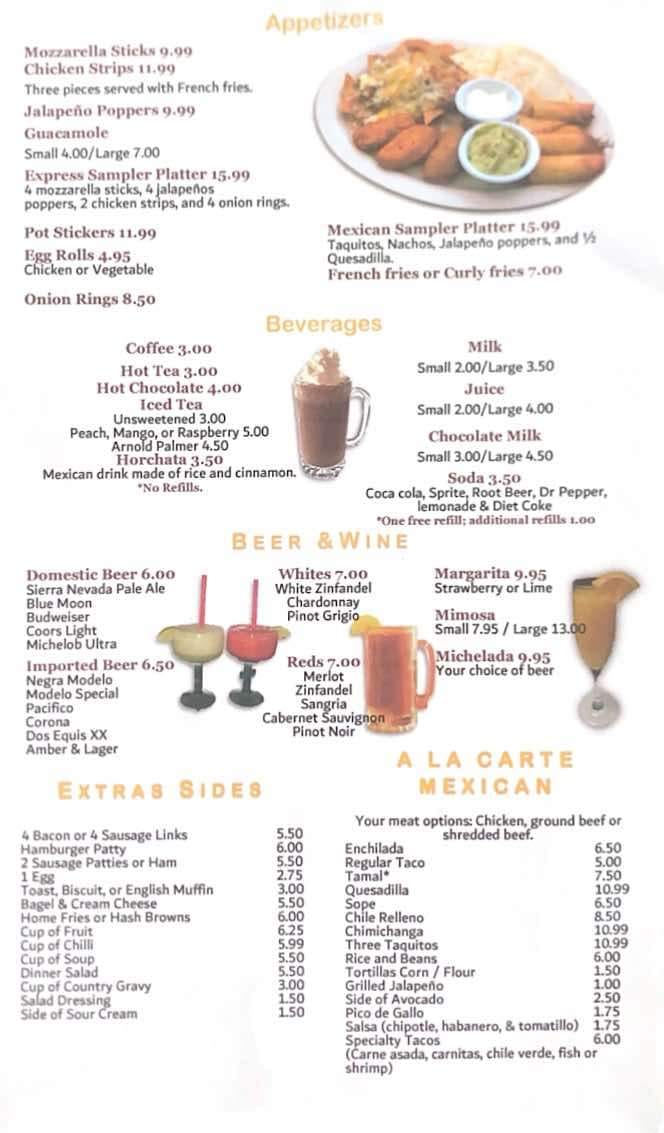 Appetizers
Mozzarella Sticks 9.99
Chicken Strips 11.99
Three pieces served with French fries.
Jalapeño Poppers 9.99
Guacamole
Small 4.00/Large 7.00
Express Sampler Platter 15.99
4 mozzarella sticks, 4 jalapeños
poppers, 2 chicken strips, and 4 onion rings.
Pot Stickers 11.99
Egg Rolls 4.95
Chicken or Vegetable
Onion Rings 8.50
Mexican Sampler Platter 15.99
Taquitos, Nachos, Jalapeño poppers, and ½
Quesadilla.
French fries or Curly fries 7.00
Beverages
Coffee 3.00
Hot Tea 3.00
Hot Chocolate 4.00
Iced Tea
Unsweetened 3.00
Peach, Mango, or Raspberry 5.00
Arnold Palmer 4.50
Horchata 3.50
Mexican drink made of rice and cinnamon.
*No Refills.
Milk
Small 2.00/Large 3.50
Juice
Small 2.00/Large 4.00
Chocolate Milk
Small 3.00/Large 4.50
Soda 3.50
Coca cola, Sprite, Root Beer, Dr Pepper,
lemonade & Diet Coke
*One free refill; additional refills 1.00
BEER & WINE
Domestic Beer 6.00
Sierra Nevada Pale Ale
Blue Moon
Budweiser
Coors Light
Michelob Ultra
Imported Beer 6.50
Negra Modelo
Modelo Special
Pacifico
Corona
Dos Equis XX
Amber & Lager
Whites 7.00
White Zinfandel
Chardonnay
Pinot Grigio
Reds 7.00
Merlot
Zinfandel
Sangria
Cabernet Sauvignon
Pinot Noir
Margarita 9.95
Strawberry or Lime
Mimosa
Small 7.95 / Large 13.00
Michelada 9.95
Your choice of beer
EXTRAS SIDES
4 Bacon or 4 Sausage Links 5.50
Hamburger Patty 6.00
2 Sausage Patties or Ham 5.50
1 Egg 2.75
Toast, Biscuit, or English Muffin 3.00
Bagel & Cream Cheese 5.50
Home Fries or Hash Browns 6.00
Cup of Fruit 6.25
Cup of Chilli 5.99
Cup of Soup 5.50
Dinner Salad 5.50
Cup of Country Gravy 3.00
Salad Dressing 1.50
Side of Sour Cream 1.50
A LA CARTE
MEXICAN
Your meat options: Chicken, ground beef or
shredded beef.
Enchilada 6.50
Regular Taco 5.00
Tamal* 7.50
Quesadilla 10.99
Sope 6.50
Chile Relleno 8.50
Chimichanga 10.99
Three Taquitos 10.99
Rice and Beans 6.00
Tortillas Corn / Flour 1.50
Grilled Jalapeño 1.00
Side of Avocado 2.50
Pico de Gallo 1.75
Salsa (chipotle, habanero, & tomatillo) 1.75
Specialty Tacos 6.00
(Carne asada, carnitas, chile verde, fish or
shrimp)